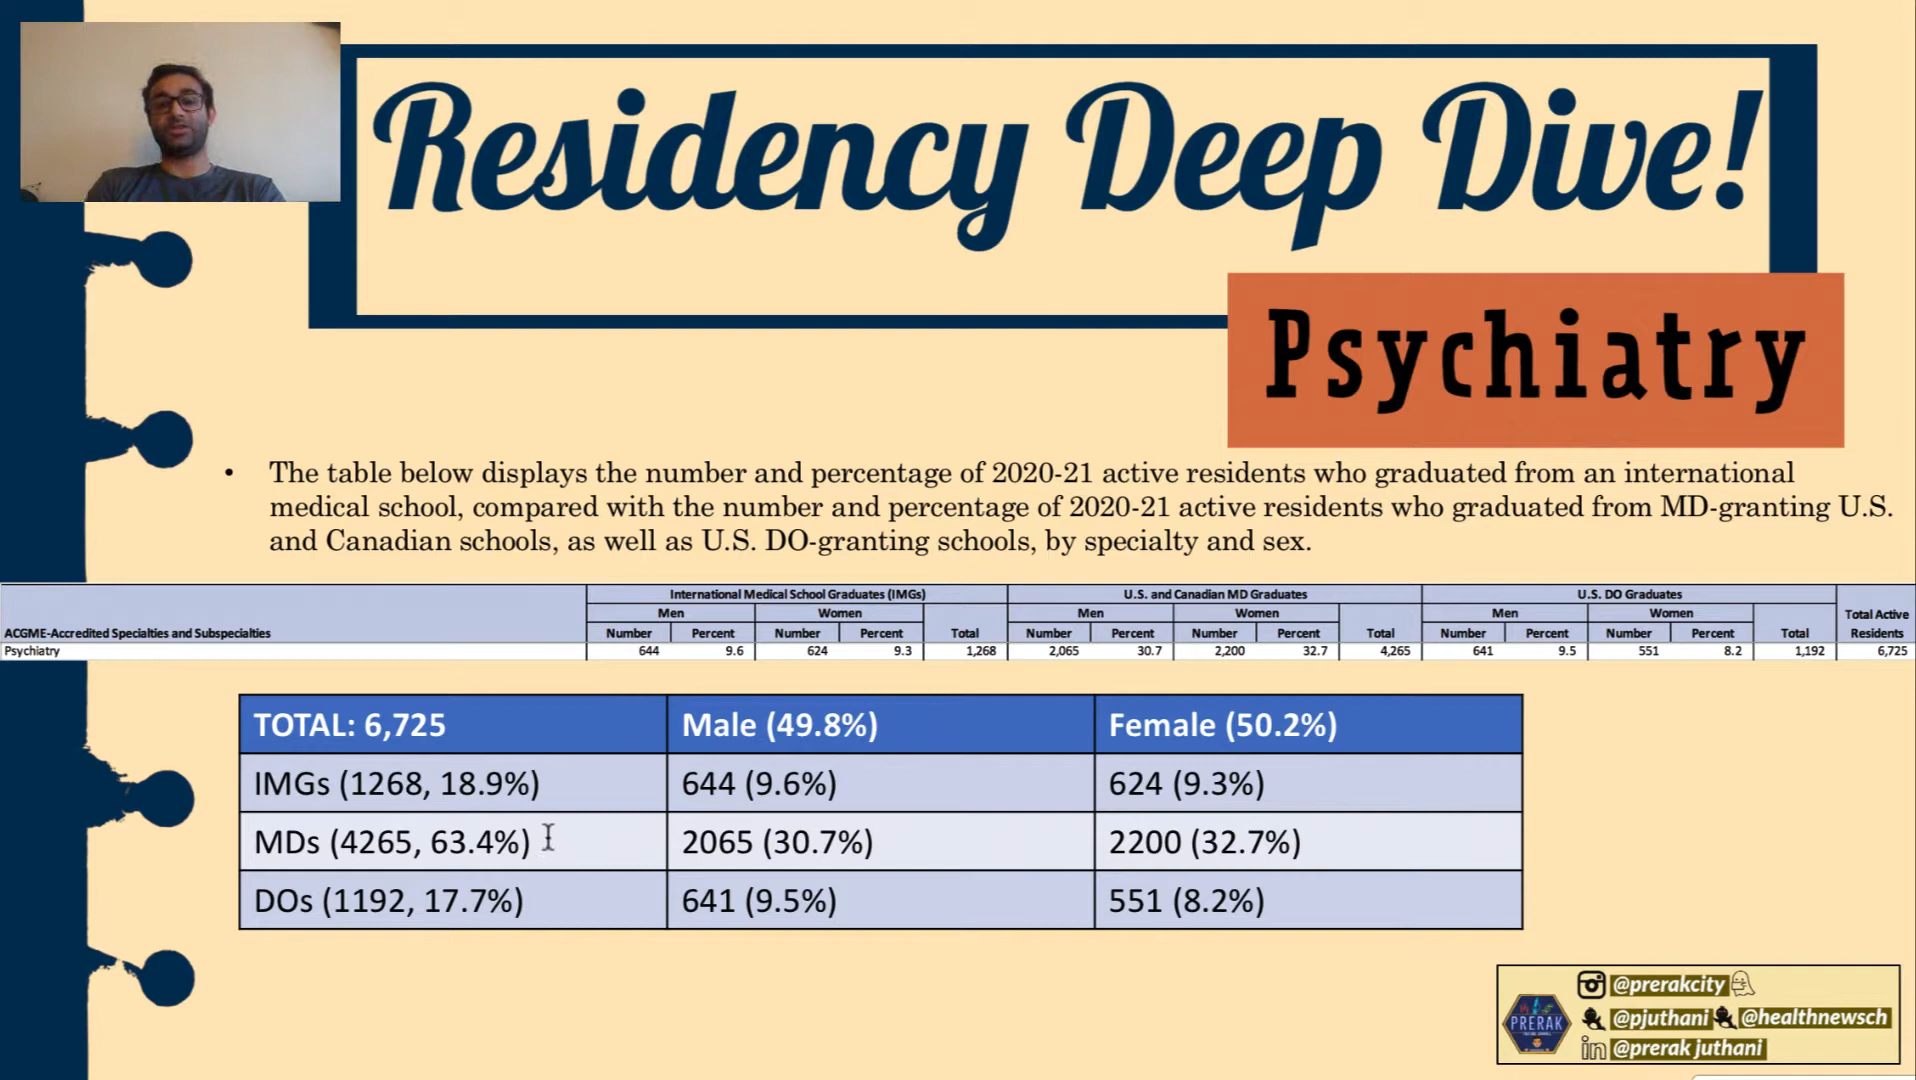 Residency Deep Dive!
Psychiatry
• The table below displays the number and percentage of 2020-21 active residents who graduated from an international
medical school, compared with the number and percentage of 2020-21 active residents who graduated from MD-granting U.S.
and Canadian schools, as well as U.S. DO-granting schools, by specialty and sex.
International Medical School Graduates (IMGs) U.S. and Canadian MD Graduates U.S. DO Graduates
Men Women Men Women Men Women Total Active
ACGME-Accredited Specialties and Subspecialties Number Percent Number Percent Total Number Percent Number Percent Total Number Percent Number Percent Total Residents
Psychiatry 644 9.6 624 9.3 1,268 2,065 30.7 2,200 32.7 4,265 641 9.5 551 8.2 1,192 6,725
TOTAL: 6,725 Male (49.8%) Female (50.2%)
IMGs (1268, 18.9%) 644 (9.6%) 624 (9.3%)
MDs (4265, 63.4%) 2065 (30.7%) 2200 (32.7%)
DOs (1192, 17.7%) 641 (9.5%) 551 (8.2%)
@prerakcity
PRERAK
@pjuthani @healthnewsch
in @prerak juthani